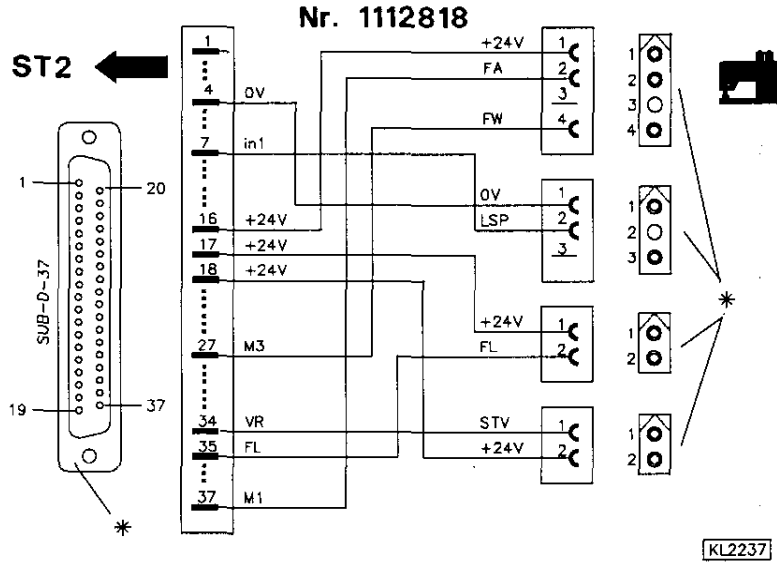 Nr. 1112818
ST2
SUB-D-37
1
20
19
37
*
1
4 0V
7 in1
16 +24V
17 +24V
18 +24V
27 M3
34 VR
35 FL
37 M1
+24V 1
FA 2
3
FW 4
0V 1
LSP 2
3
+24V 1
FL 2
STV 1
+24V 2
1
2
3
4
1
2
3
1
2
1
2
*
KL2237